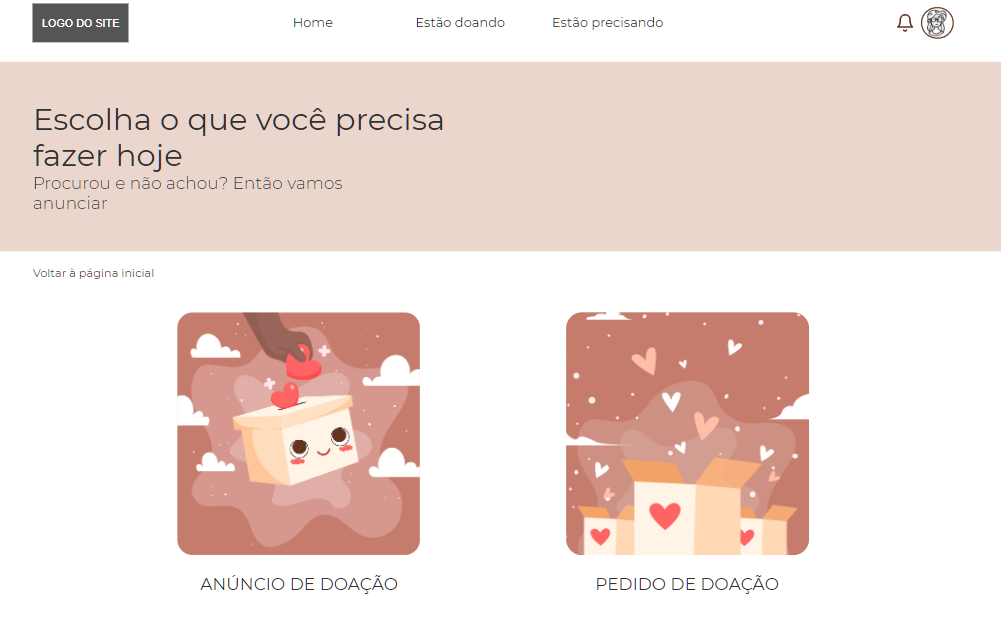 LOGO DO SITE
Home
Estão doando
Estão precisando
Escolha o que você precisa
fazer hoje
Procurou e não achou? Então vamos
anunciar
Voltar à página inicial
ANÚNCIO DE DOAÇÃO
PEDIDO DE DOAÇÃO